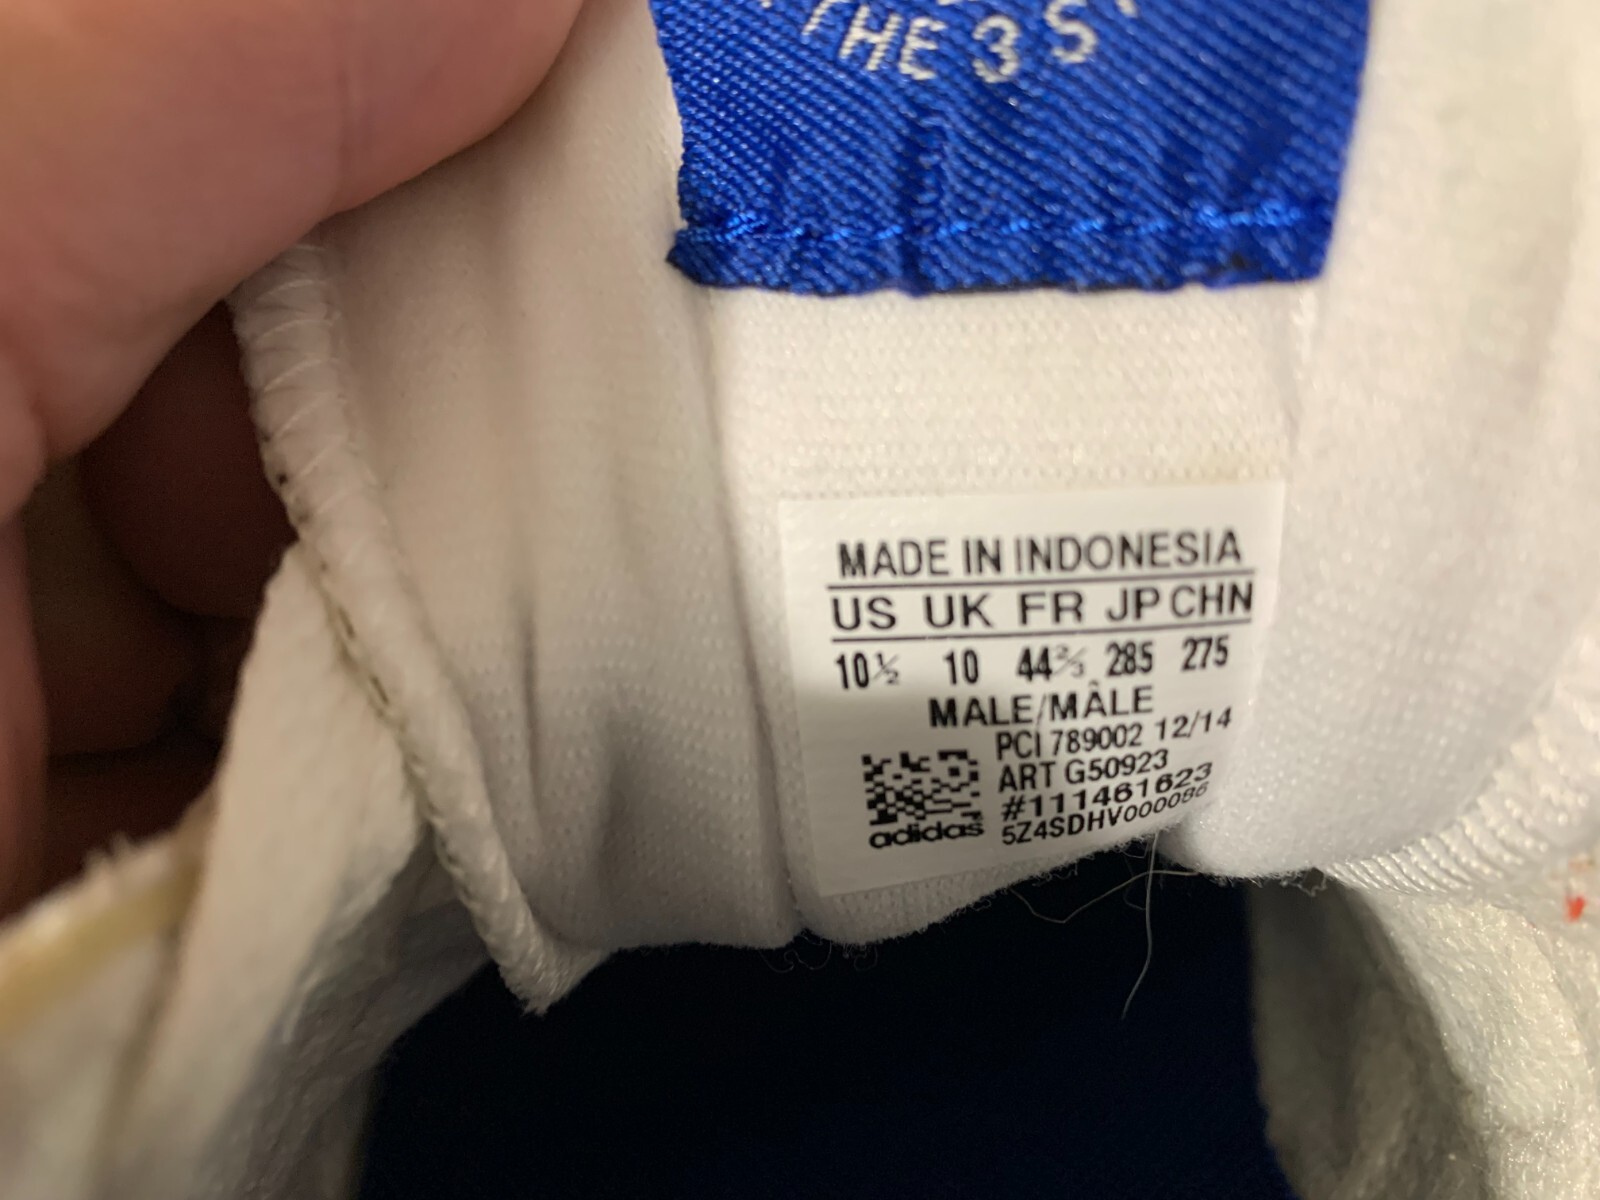 THE 3 S
MADE IN INDONESIA
US UK FR JP CHN
10½ 10 44⅔ 285 275
MALE/MÂLE
PCI 789002 12/14
ART G50923
#111461623
adidas 5Z4SDHV000086